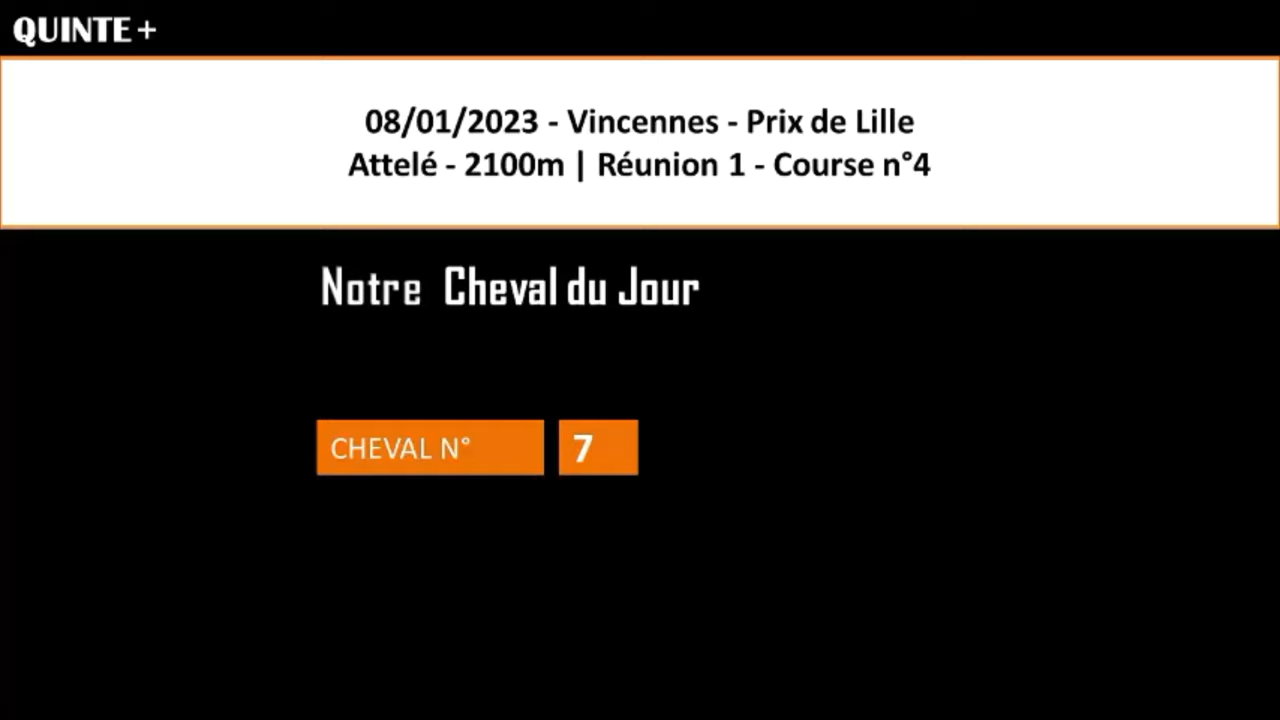 QUINTE+
08/01/2023 - Vincennes - Prix de Lille
Attelé - 2100m | Réunion 1 - Course n°4
Notre Cheval du Jour
CHEVAL N° 7